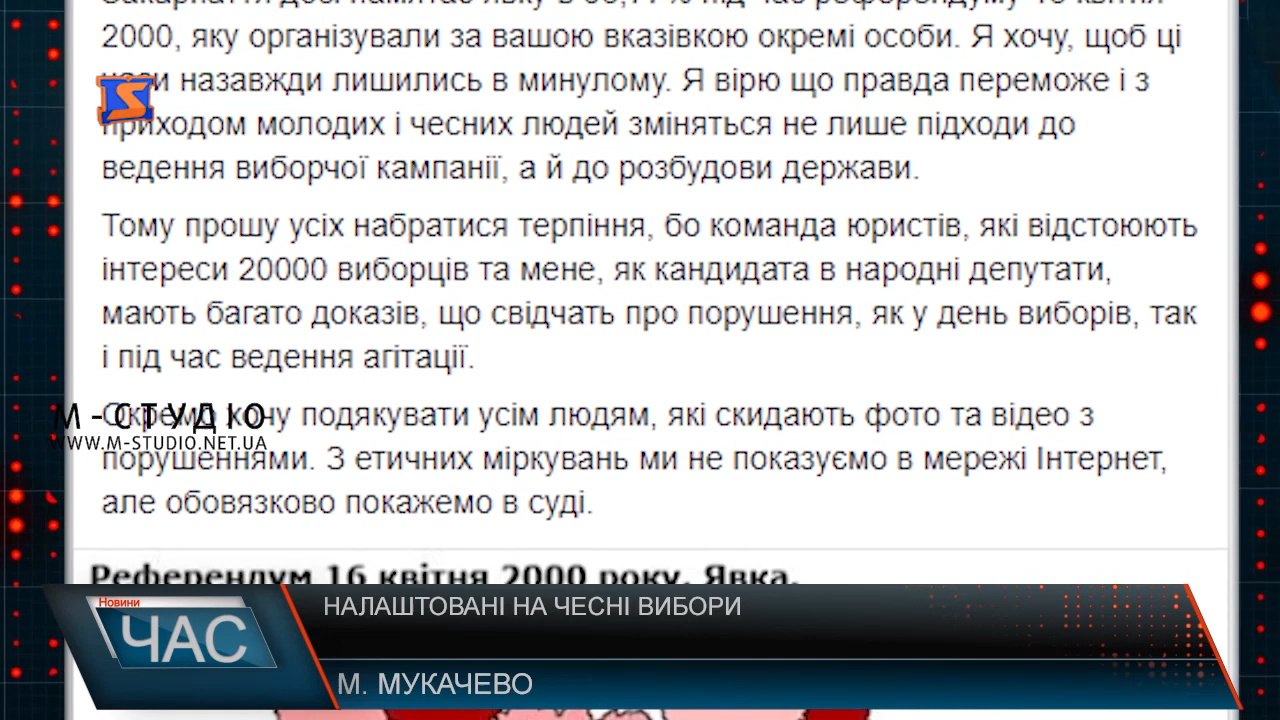 2000, яку організували за вашою вказівкою окремі особи. Я хочу, щоб ці
назавжди лишились в минулому. Я вірю що правда переможе і з
приходом молодих і чесних людей зміняться не лише підходи до
ведення виборчої кампанії, а й до розбудови держави.
Тому прошу усіх набратися терпіння, бо команда юристів, які відстоюють
інтереси 20000 виборців та мене, як кандидата в народні депутати,
мають багато доказів, що свідчать про порушення, як у день виборів, так
і під час ведення агітації.
Окремо хочу подякувати усім людям, які скидають фото та відео з
М-СТУДІО
WWW.M-STUDIO.NET.UA
порушеннями. З етичних міркувань ми не показуємо в мережі Інтернет,
але обовязково покажемо в суді.
Референдум 16 квітня 2000 року. Явка.
Новини
ЧАС
НАЛАШТОВАНІ НА ЧЕСНІ ВИБОРИ
М. МУКАЧЕВО